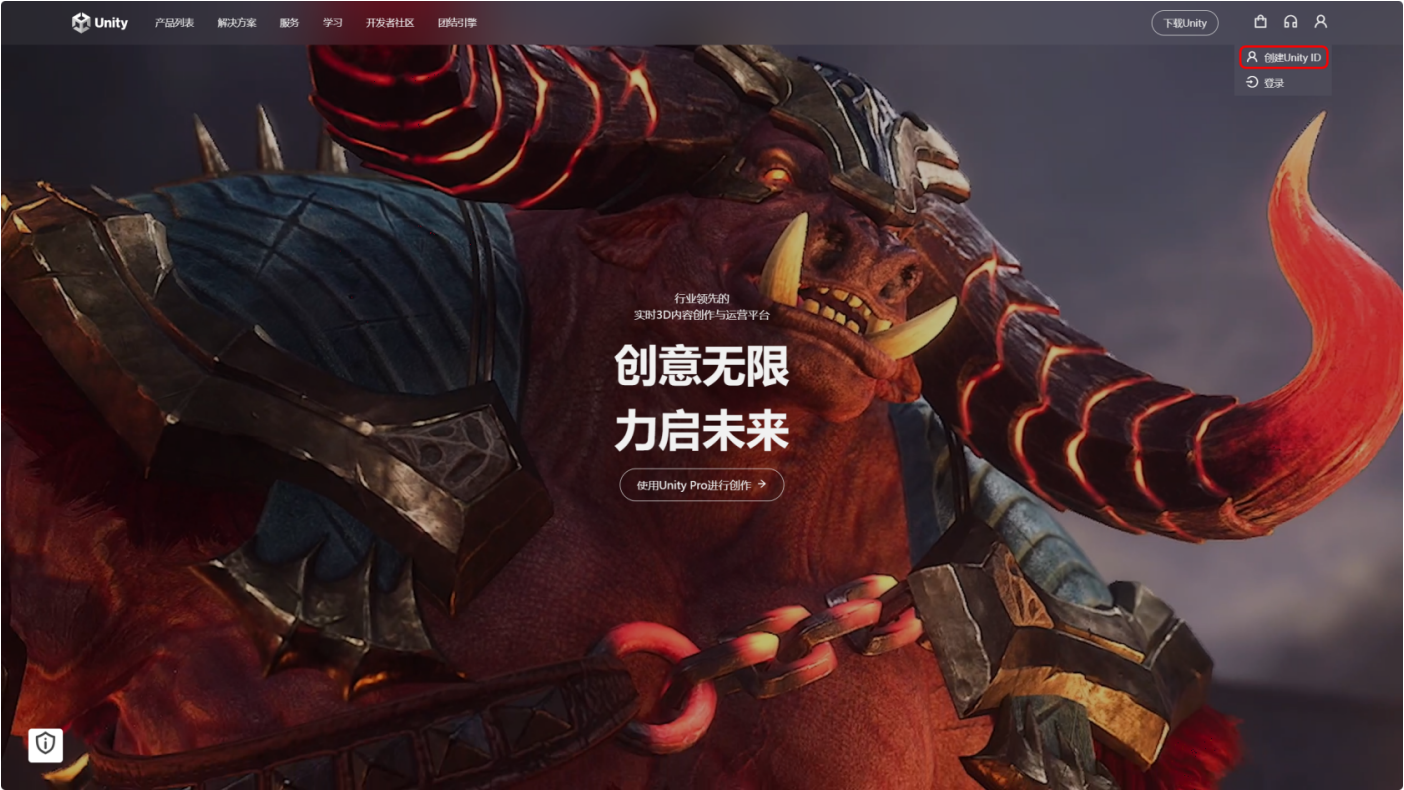 Unity 产品列表 解决方案 服务 学习 开发者社区 团结引擎 下载Unity
创建Unity ID
登录
行业领先的
实时3D内容创作与运营平台
创意无限
力启未来
使用Unity Pro进行创作